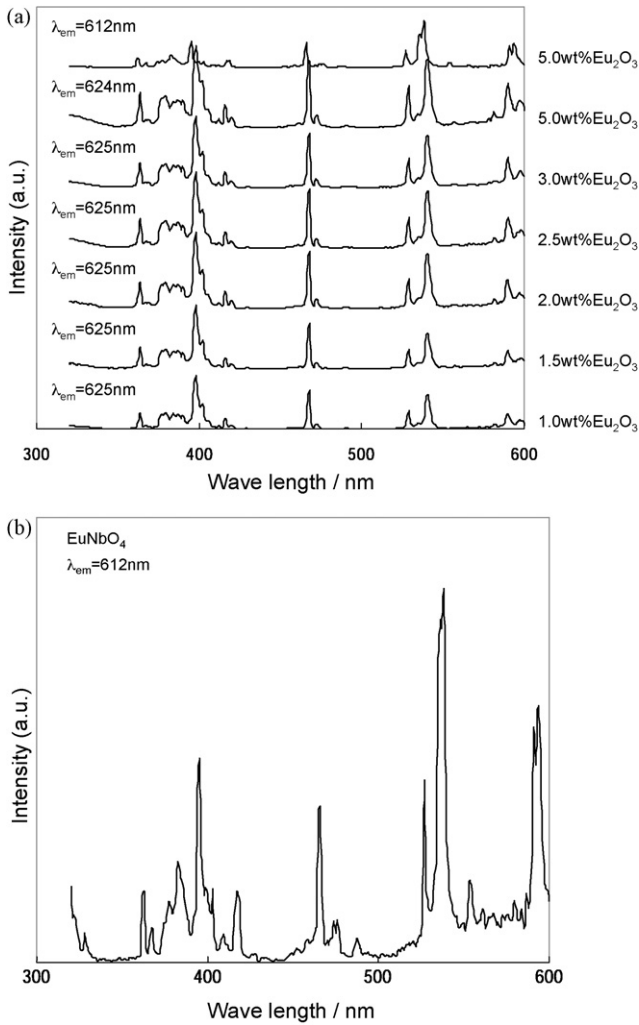 (a)
λem=612nm
5.0wt%Eu2O3
λem=624nm
5.0wt%Eu2O3
λem=625nm
3.0wt%Eu2O3
λem=625nm
2.5wt%Eu2O3
λem=625nm
2.0wt%Eu2O3
λem=625nm
1.5wt%Eu2O3
λem=625nm
1.0wt%Eu2O3
Intensity (a.u.)
300 400 500 600
Wave length / nm
(b)
EuNbO4
λem=612nm
Intensity (a.u.)
300 400 500 600
Wave length / nm